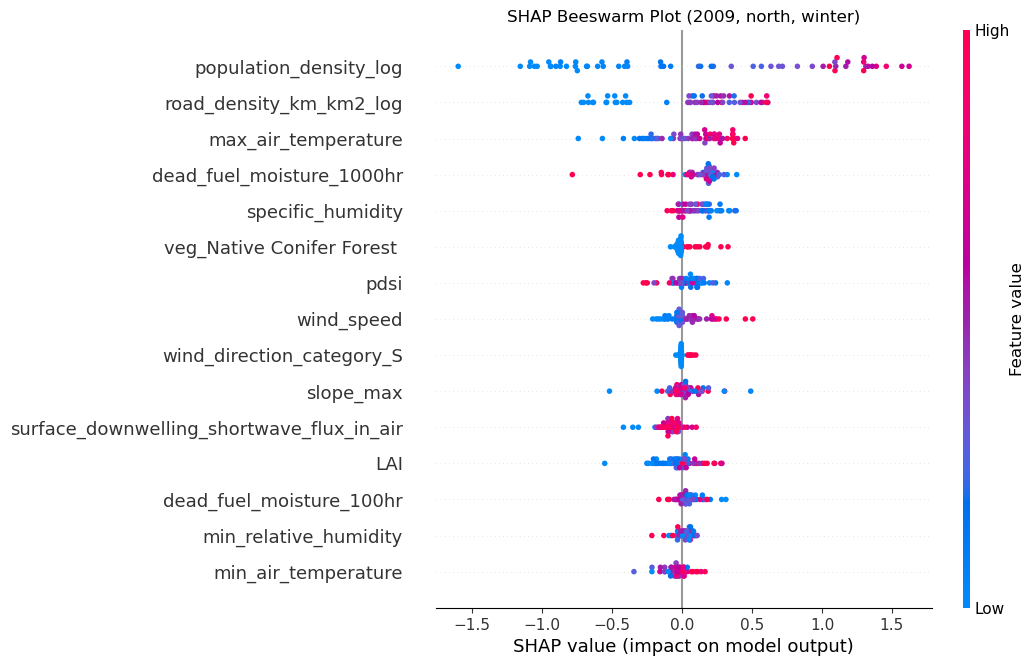 SHAP Beeswarm Plot (2009, north, winter)
High
population_density_log
road_density_km_km2_log
max_air_temperature
dead_fuel_moisture_1000hr
specific_humidity
veg_Native Conifer Forest
pdsi
wind_speed
wind_direction_category_S
slope_max
surface_downwelling_shortwave_flux_in_air
LAI
dead_fuel_moisture_100hr
min_relative_humidity
min_air_temperature
Feature value
Low
−1.5 −1.0 −0.5 0.0 0.5 1.0 1.5
SHAP value (impact on model output)